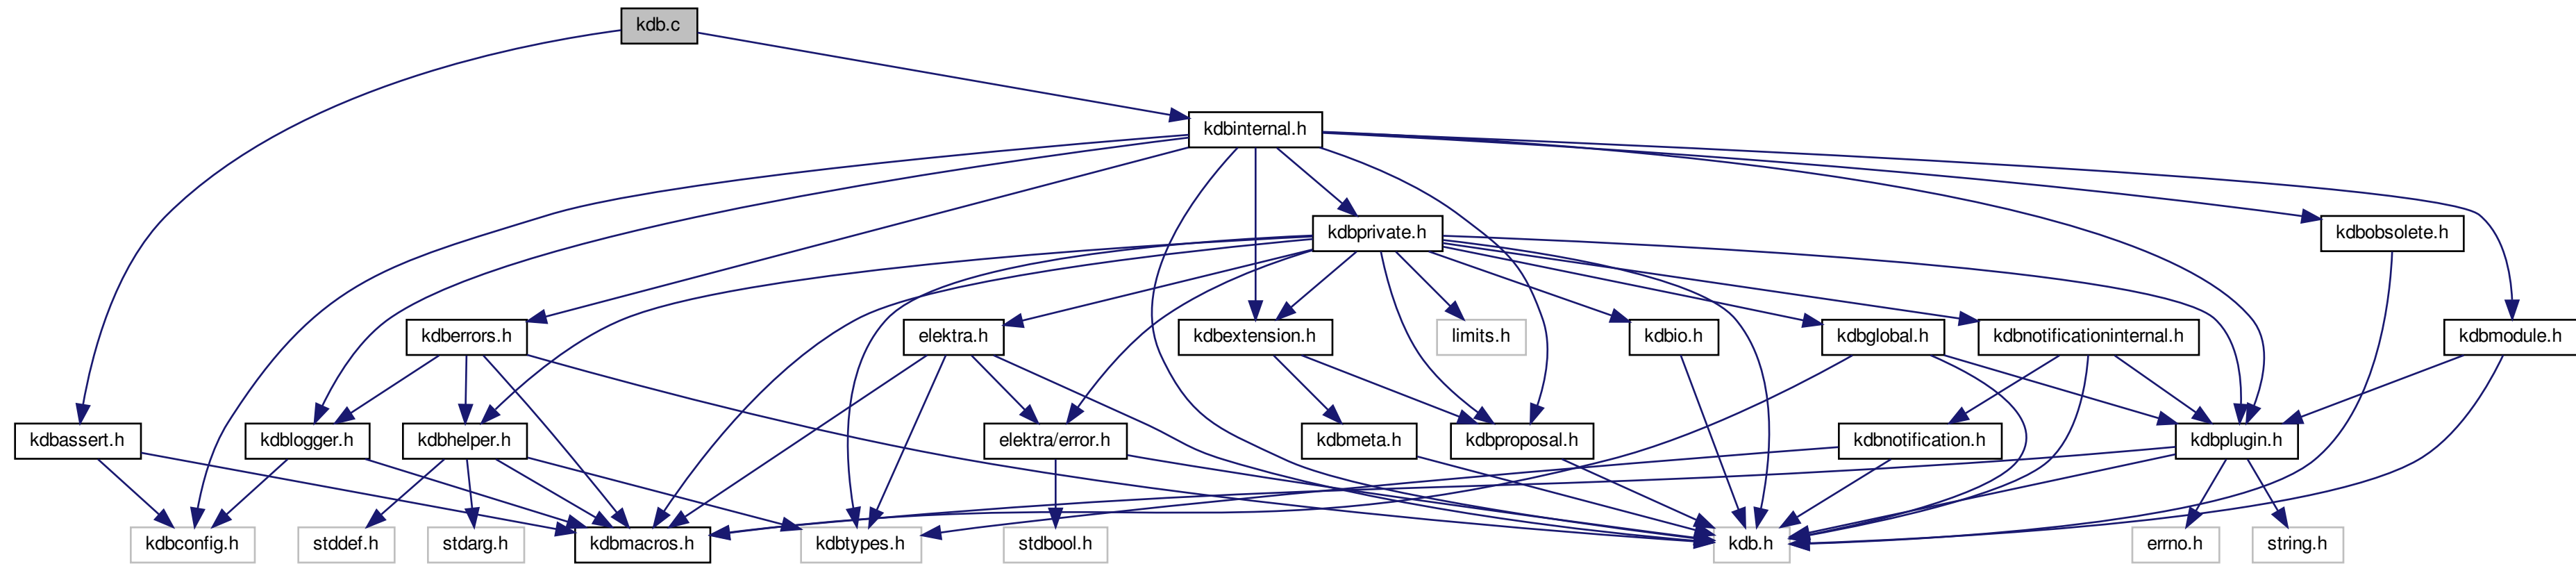 kdb.c
kdbinternal.h
kdbprivate.h
kdbobsolete.h
kdberrors.h
elektra.h
kdbextension.h
limits.h
kdbio.h
kdbglobal.h
kdbnotificationinternal.h
kdbmodule.h
kdbassert.h
kdblogger.h
kdbhelper.h
elektra/error.h
kdbmeta.h
kdbproposal.h
kdbnotification.h
kdbplugin.h
kdbconfig.h
stddef.h
stdarg.h
kdbmacros.h
kdbtypes.h
stdbool.h
kdb.h
errno.h
string.h